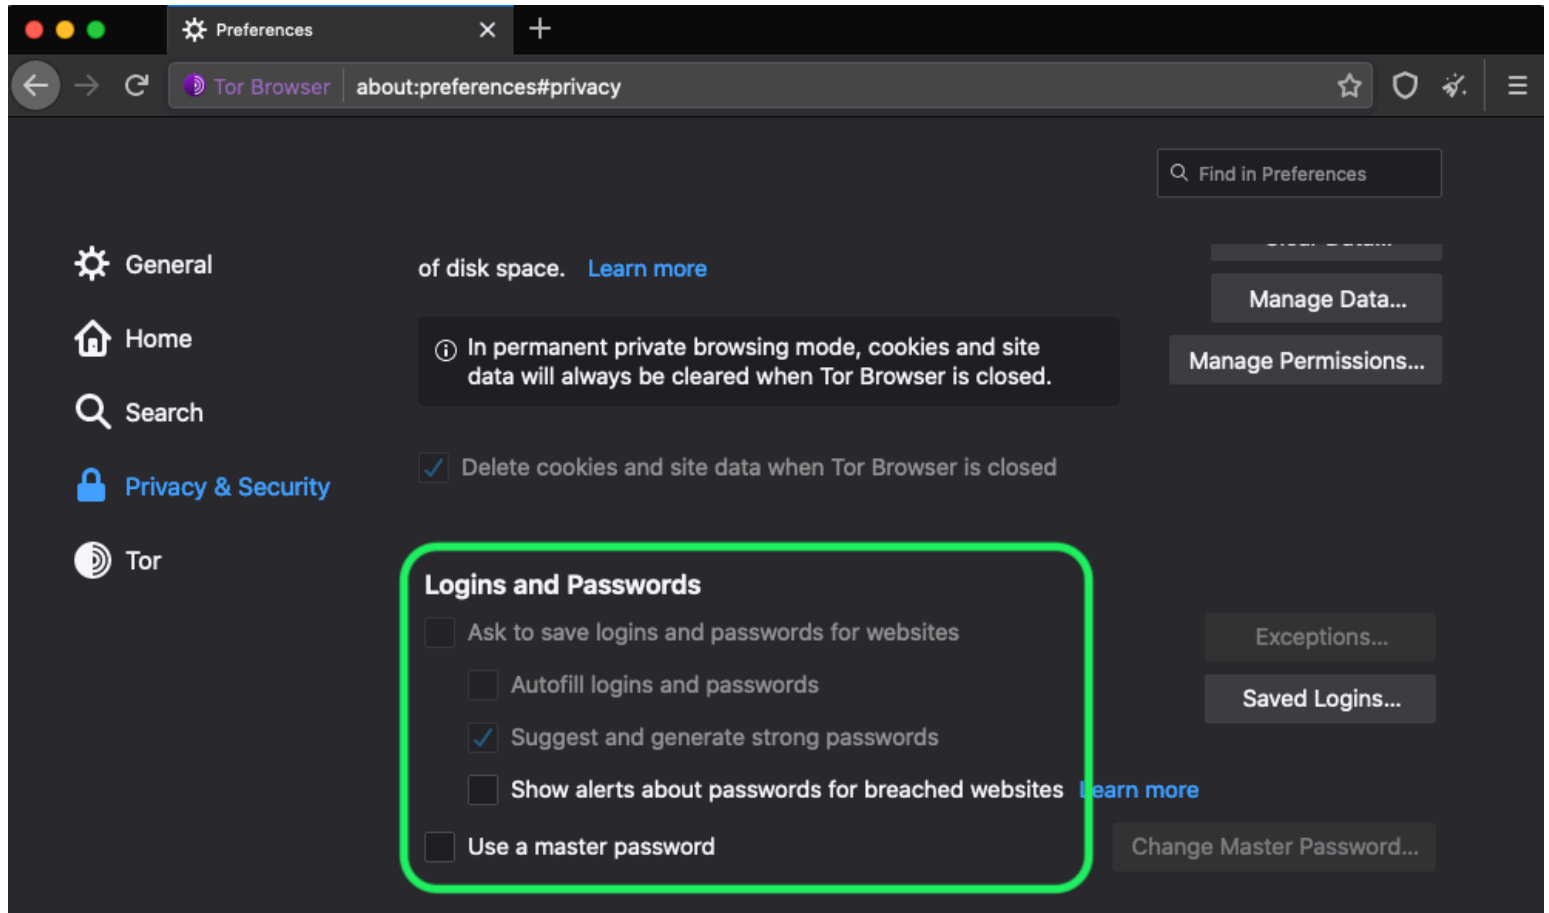 Preferences
Tor Browser about:preferences#privacy
Find in Preferences
General
Home
Search
Privacy & Security
Tor
of disk space. Learn more
Clear Data...
Manage Data...
Manage Permissions...
In permanent private browsing mode, cookies and site
data will always be cleared when Tor Browser is closed.
Delete cookies and site data when Tor Browser is closed
Logins and Passwords
Ask to save logins and passwords for websites
Exceptions...
Autofill logins and passwords
Saved Logins...
Suggest and generate strong passwords
Show alerts about passwords for breached websites Learn more
Use a master password
Change Master Password...